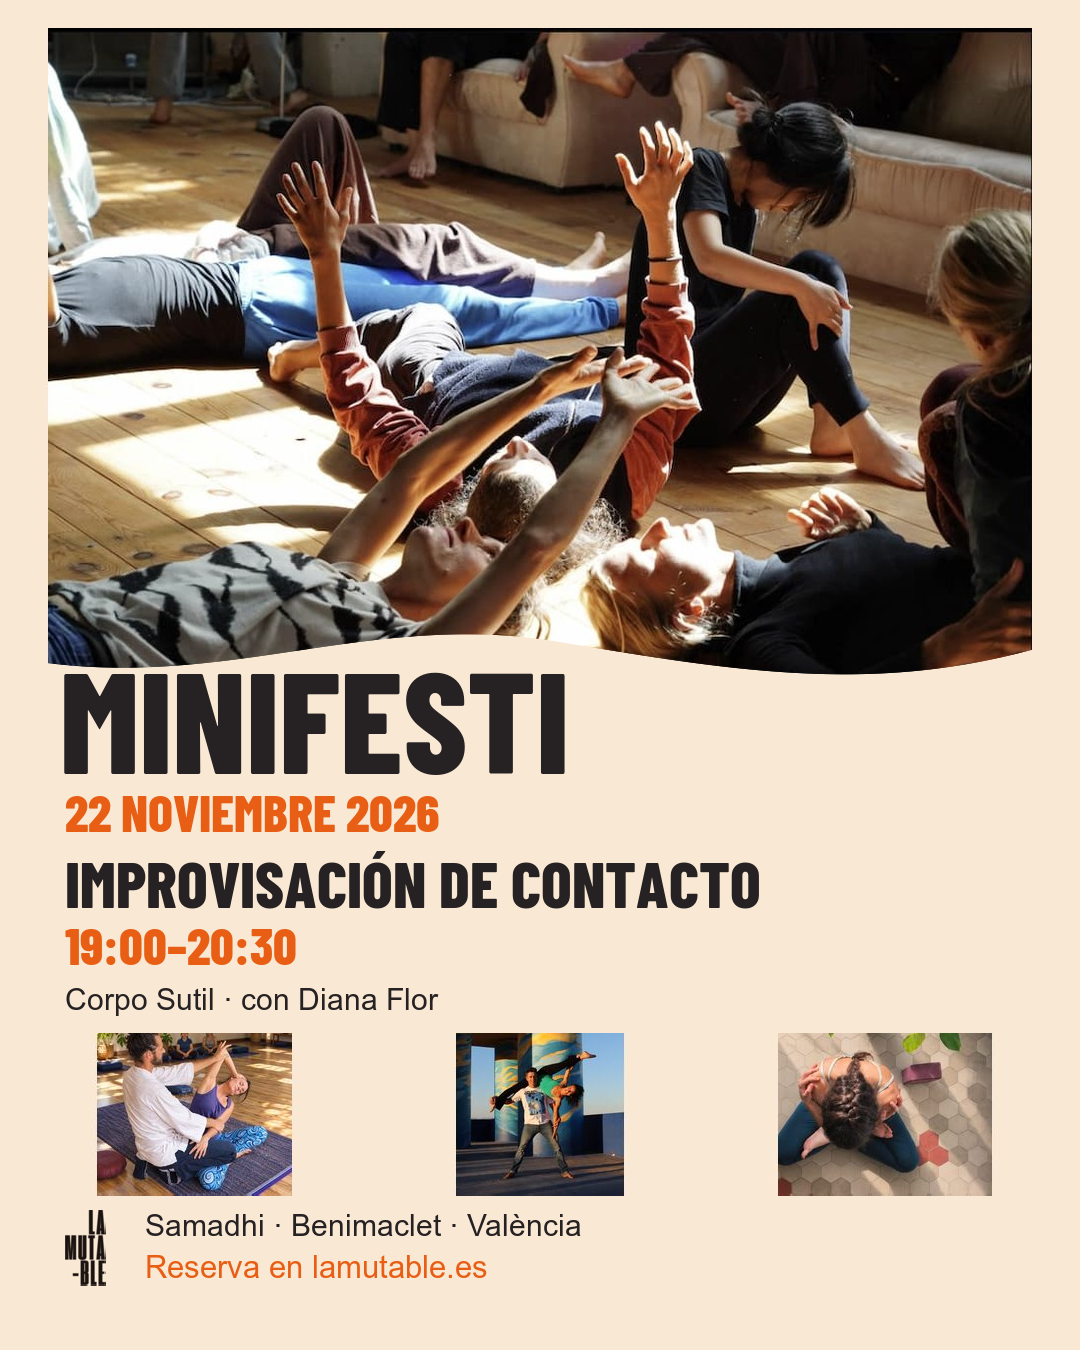 MINIFESTI
22 NOVIEMBRE 2026
IMPROVISACIÓN DE CONTACTO
19:00–20:30
Corpo Sutil · con Diana Flor
LA
MUTA
-BLE
Samadhi · Benimaclet · València
Reserva en lamutable.es